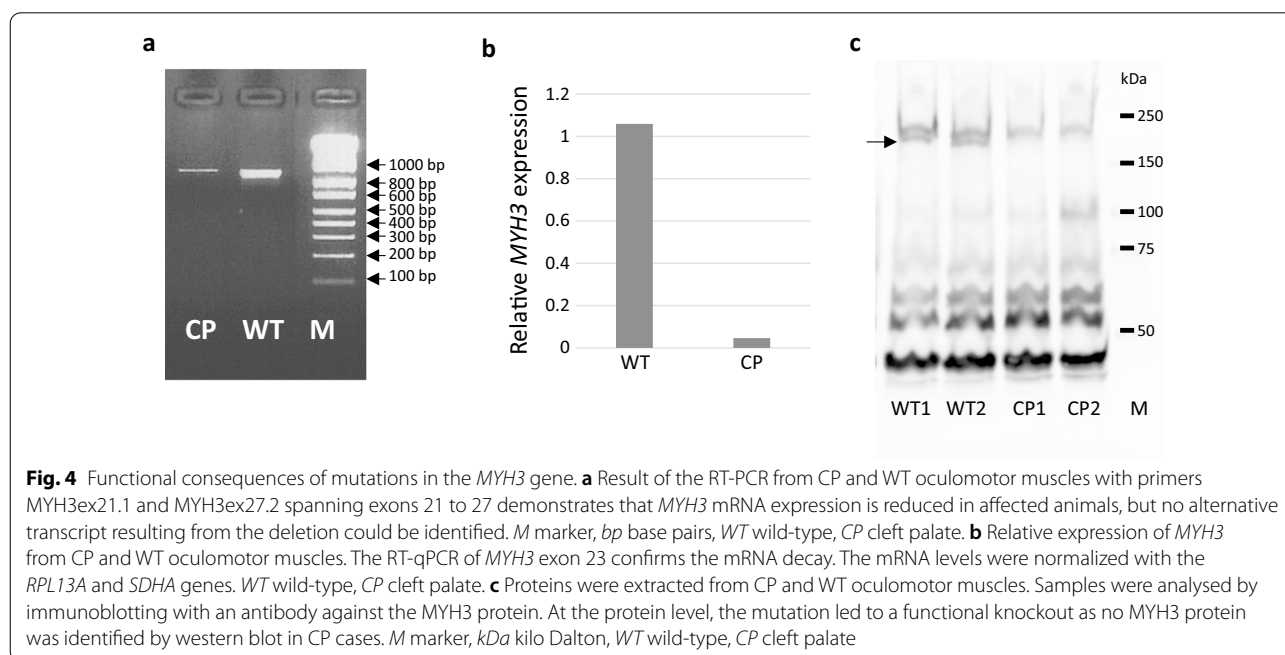 a
1000 bp
800 bp
600 bp
500 bp
400 bp
300 bp
200 bp
100 bp
CP WT M
b
Relative MYH3 expression
1.2
1
0.8
0.6
0.4
0.2
0
WT CP
c
kDa
250
150
100
75
50
WT1 WT2 CP1 CP2 M
Fig. 4 Functional consequences of mutations in the MYH3 gene. a Result of the RT-PCR from CP and WT oculomotor muscles with primers
MYH3ex21.1 and MYH3ex27.2 spanning exons 21 to 27 demonstrates that MYH3 mRNA expression is reduced in affected animals, but no alternative
transcript resulting from the deletion could be identified. M marker, bp base pairs, WT wild-type, CP cleft palate. b Relative expression of MYH3
from CP and WT oculomotor muscles. The RT-qPCR of MYH3 exon 23 confirms the mRNA decay. The mRNA levels were normalized with the
RPL13A and SDHA genes. WT wild-type, CP cleft palate. c Proteins were extracted from CP and WT oculomotor muscles. Samples were analysed by
immunoblotting with an antibody against the MYH3 protein. At the protein level, the mutation led to a functional knockout as no MYH3 protein
was identified by western blot in CP cases. M marker, kDa kilo Dalton, WT wild-type, CP cleft palate